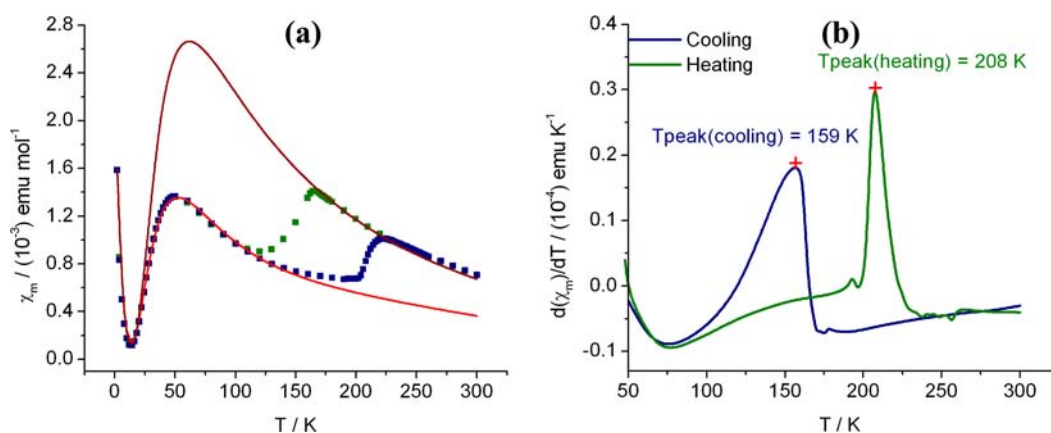 (a)
2.8
2.4
2.0
1.6
1.2
0.8
0.4
0.0
χm / (10-3) emu mol-1
0 50 100 150 200 250 300
T / K
(b)
Cooling
Heating
Tpeak(heating) = 208 K
Tpeak(cooling) = 159 K
0.4
0.3
0.2
0.1
0.0
-0.1
d(χm)/dT / (10-4) emu K-1
50 100 150 200 250 300
T / K